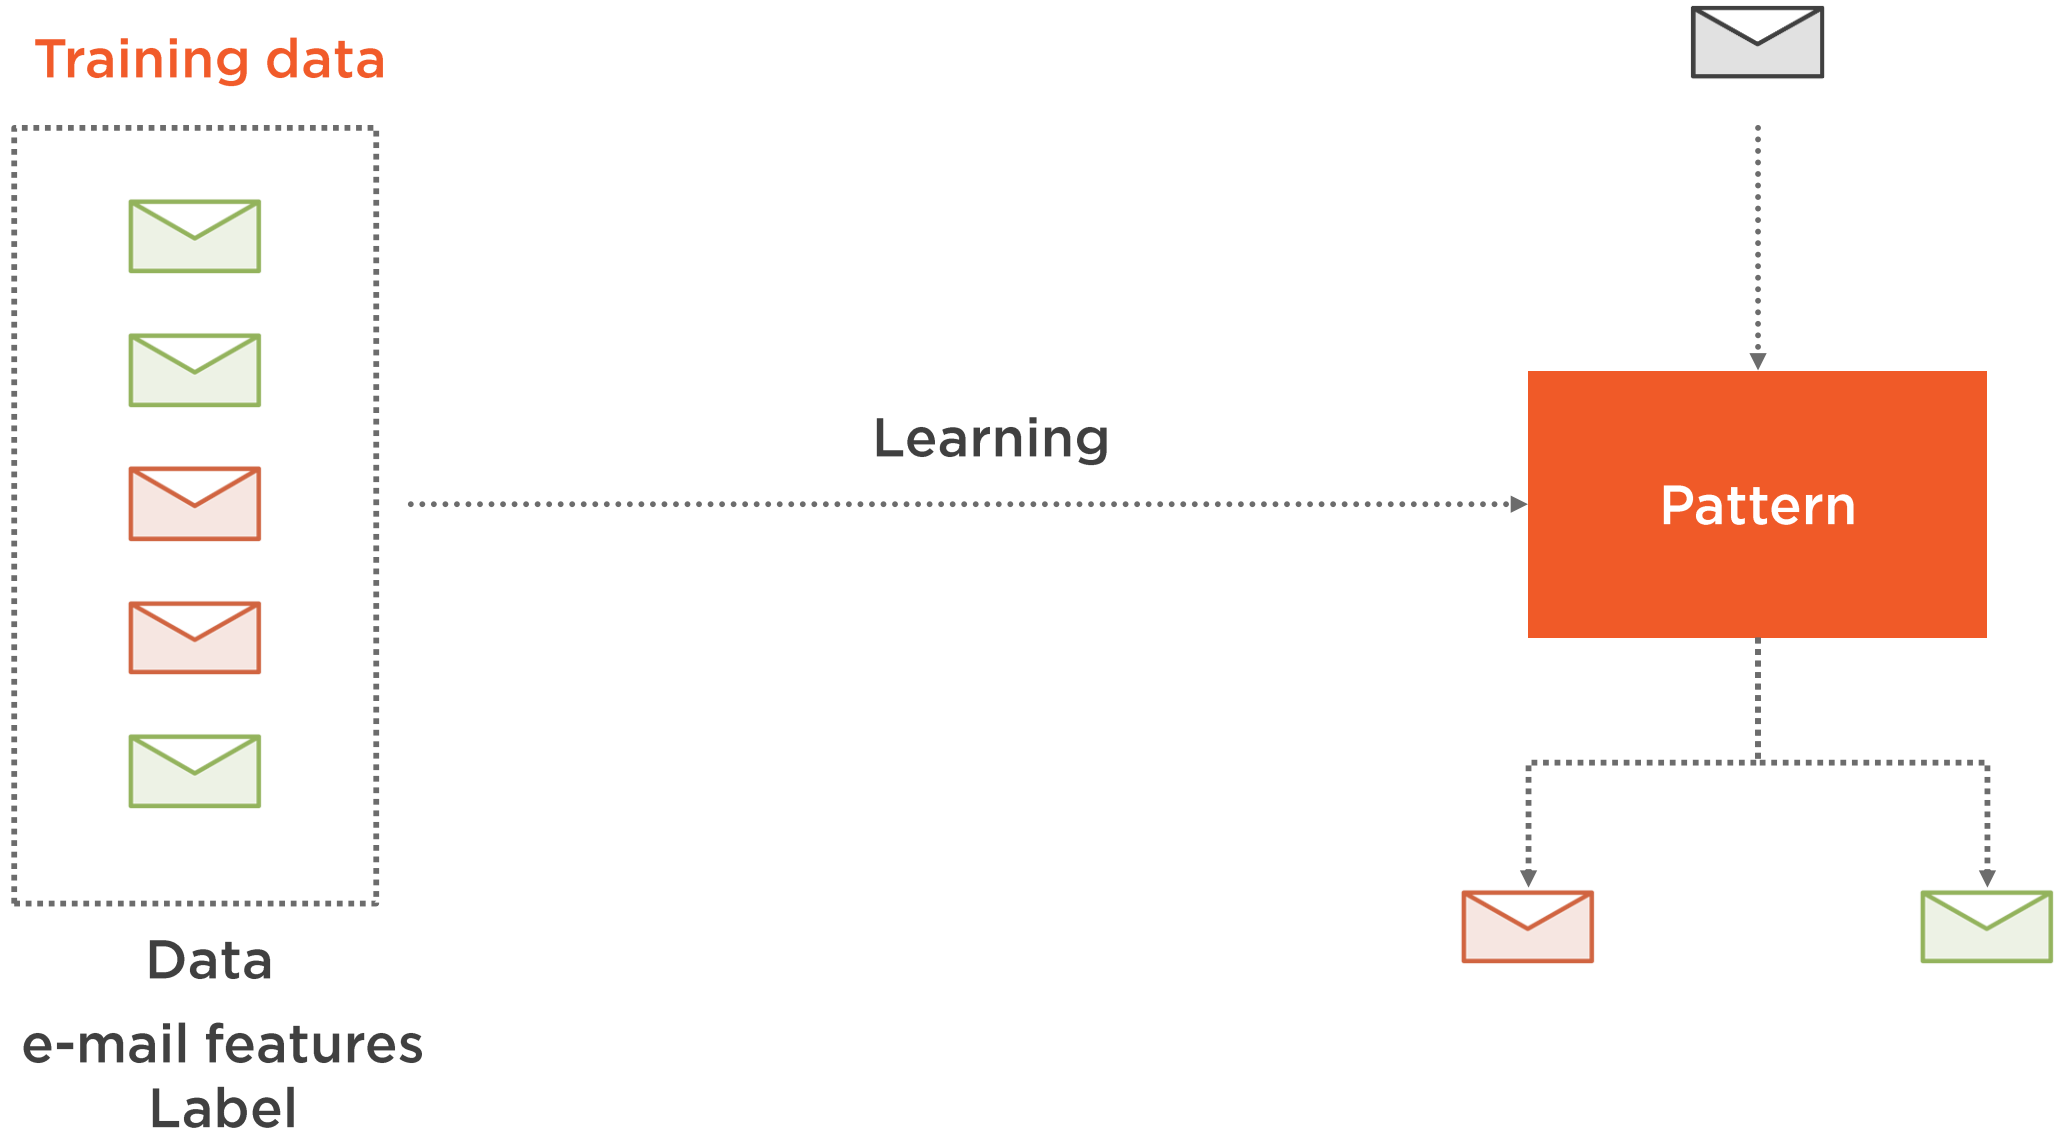 Training data
Learning
Pattern
Data
e-mail features
Label